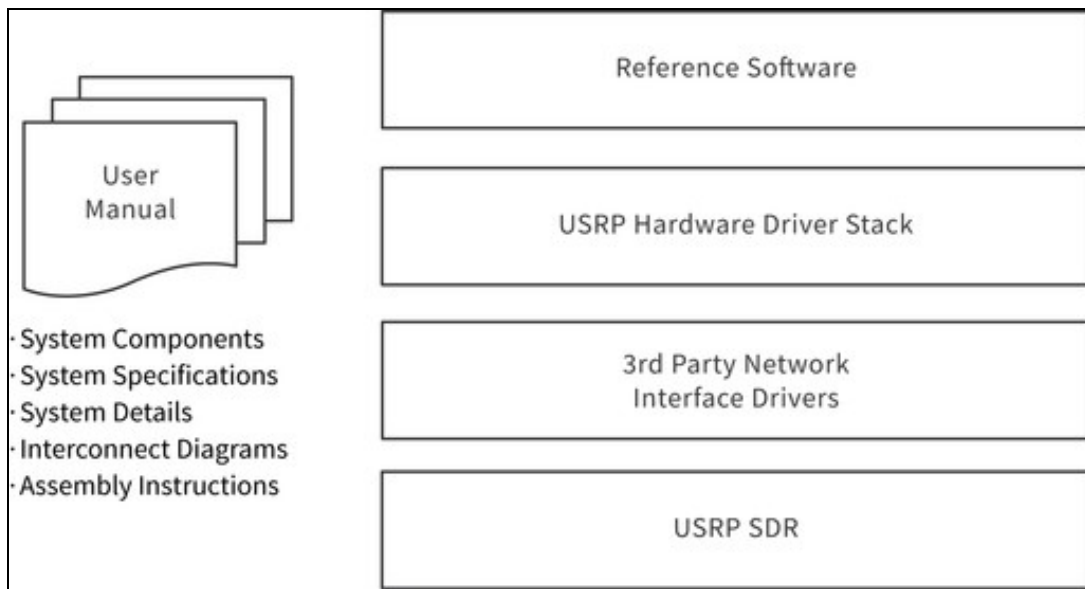 User
Manual
· System Components
· System Specifications
· System Details
· Interconnect Diagrams
· Assembly Instructions
Reference Software
USRP Hardware Driver Stack
3rd Party Network
Interface Drivers
USRP SDR